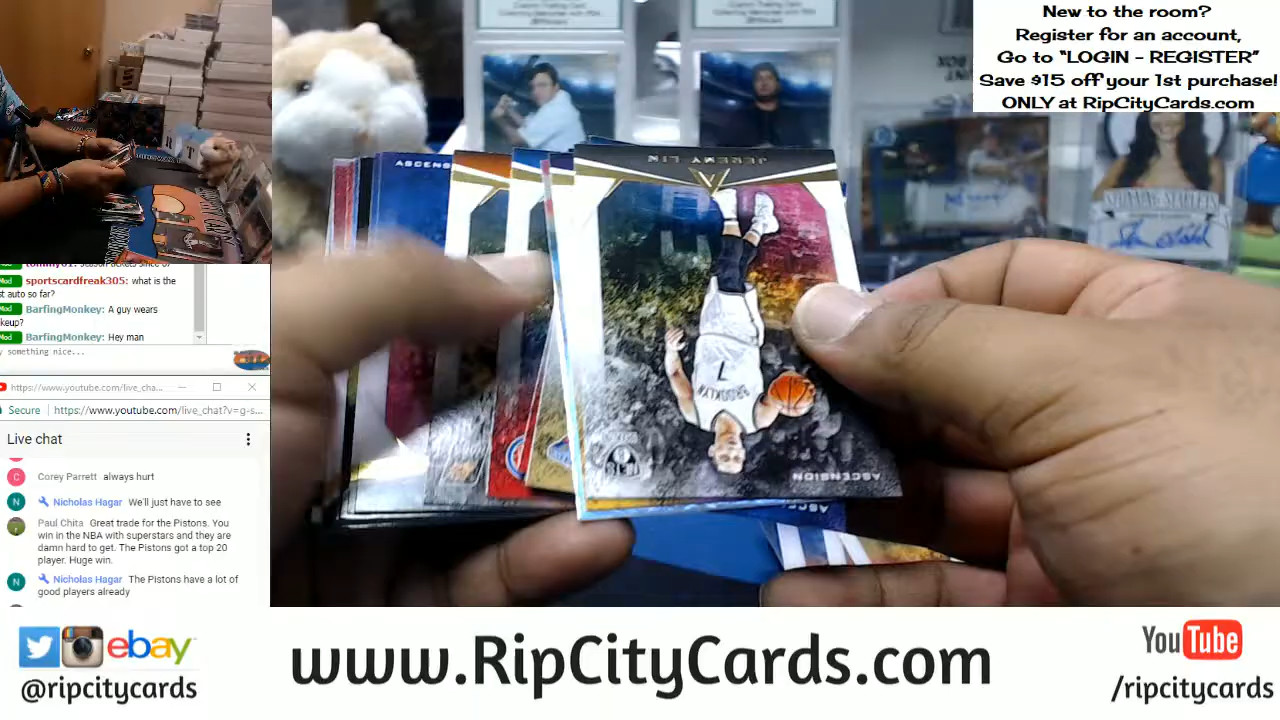 New to the room?
Register for an account,
Go to "LOGIN - REGISTER"
Save $15 off your 1st purchase!
ONLY at RipCityCards.com
JEREMY LIN
ASCENSION
BROOKLYN
7
ASCENS
sportscardfreak305: what is the
st auto so far?
Mod BarfingMonkey: A guy wears
keup?
Mod BarfingMonkey: Hey man
y something nice...
https://www.youtube.com/live_cha...
Secure https://www.youtube.com/live_chat?v=g-s...
Live chat
C Corey Parrett always hurt
N Nicholas Hagar We'll just have to see
Paul Chita Great trade for the Pistons. You
win in the NBA with superstars and they are
damn hard to get. The Pistons got a top 20
player. Huge win.
N Nicholas Hagar The Pistons have a lot of
good players already
ebay
@ripcitycards
www.RipCityCards.com
YouTube
/ripcitycards